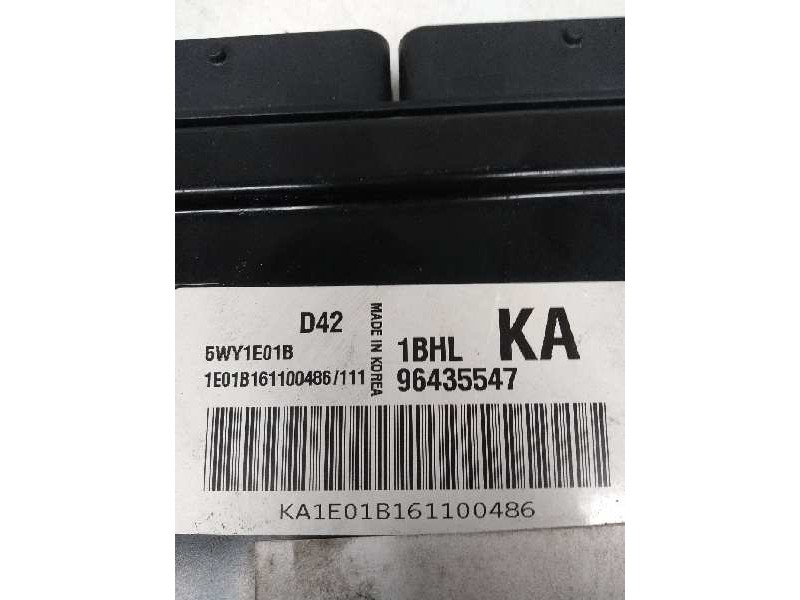 D42
5WY1E01B
1E01B161100486/111
MADE IN KOREA
1BHL KA
96435547
KA1E01B161100486